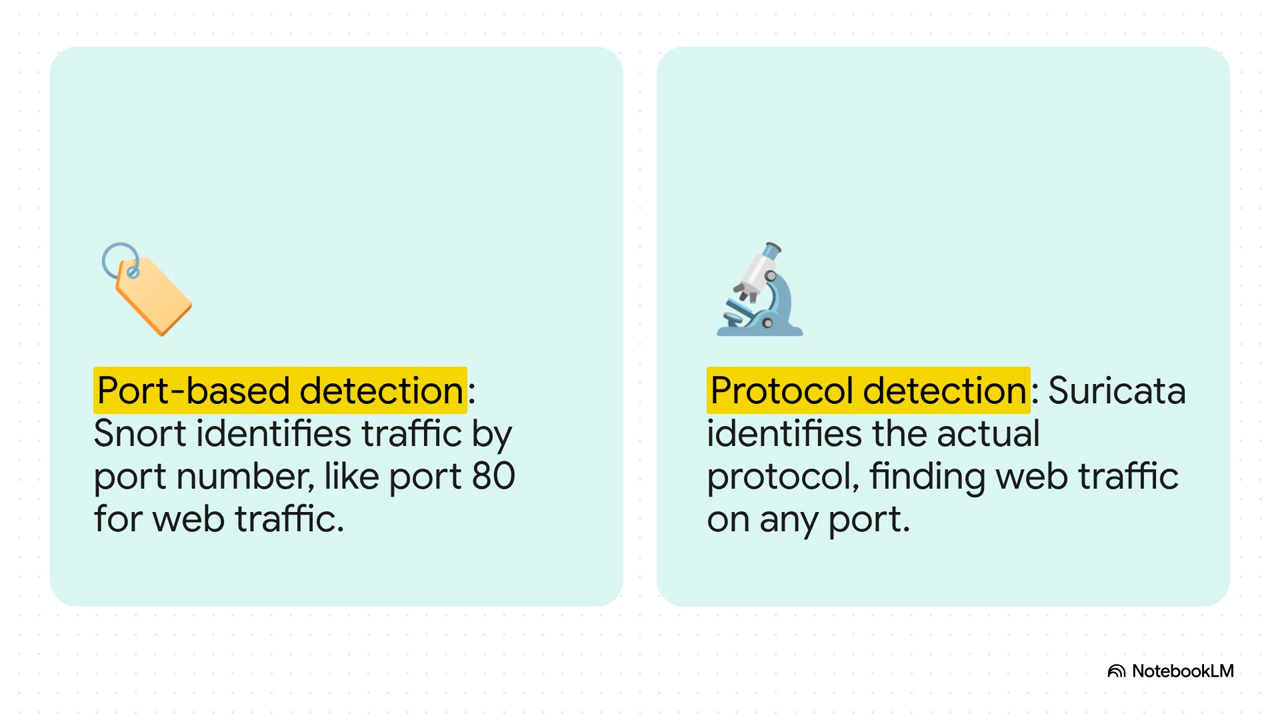 Port-based detection:
Snort identifies traffic by
port number, like port 80
for web traffic.
Protocol detection: Suricata
identifies the actual
protocol, finding web traffic
on any port.
NotebookLM